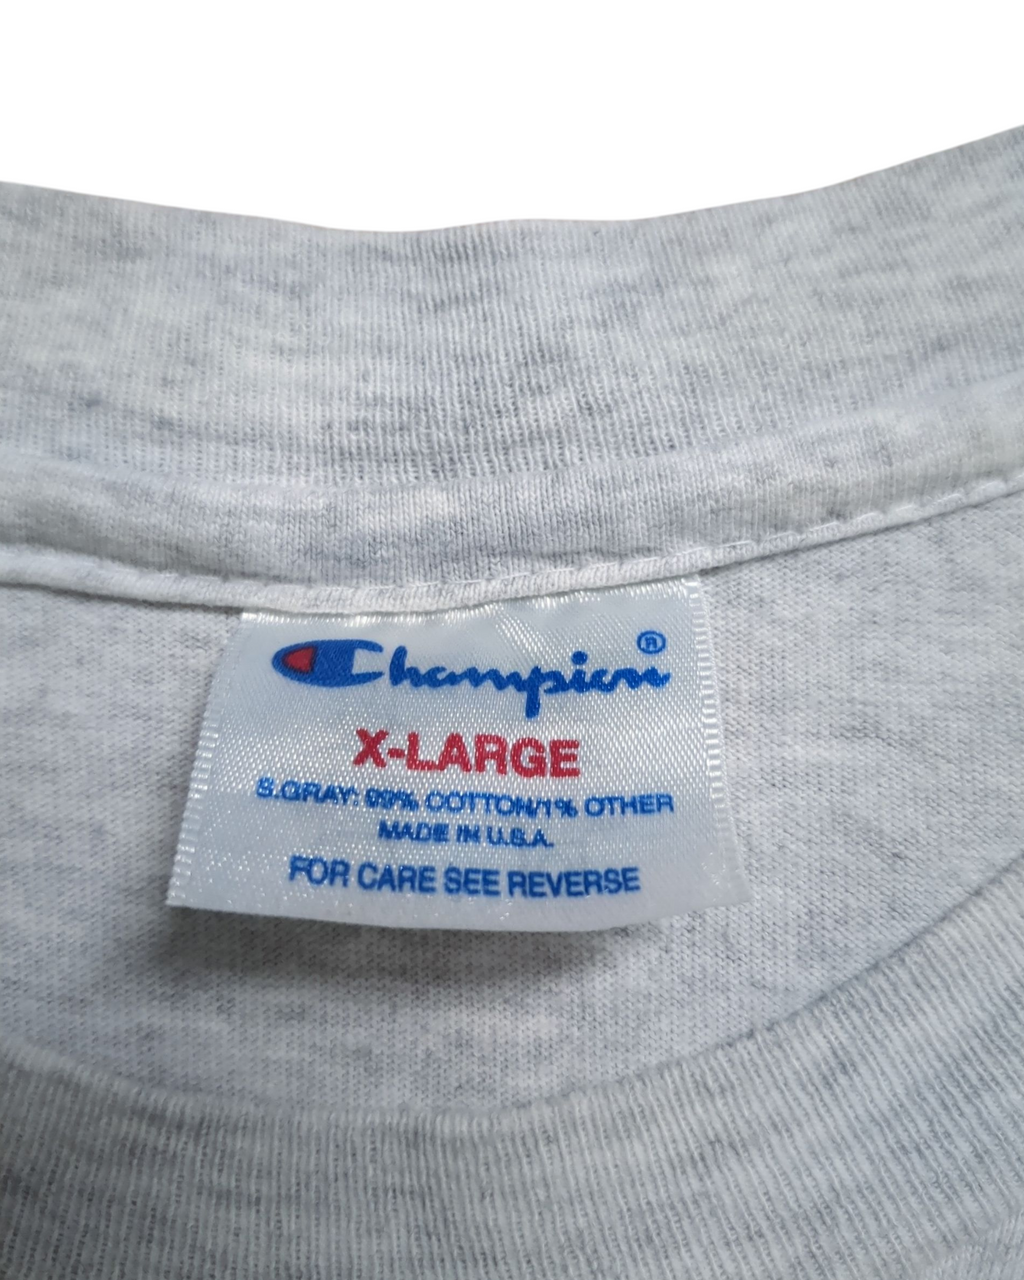 Champion®
X-LARGE
S.GRAY: 99% COTTON/1% OTHER
MADE IN U.S.A.
FOR CARE SEE REVERSE